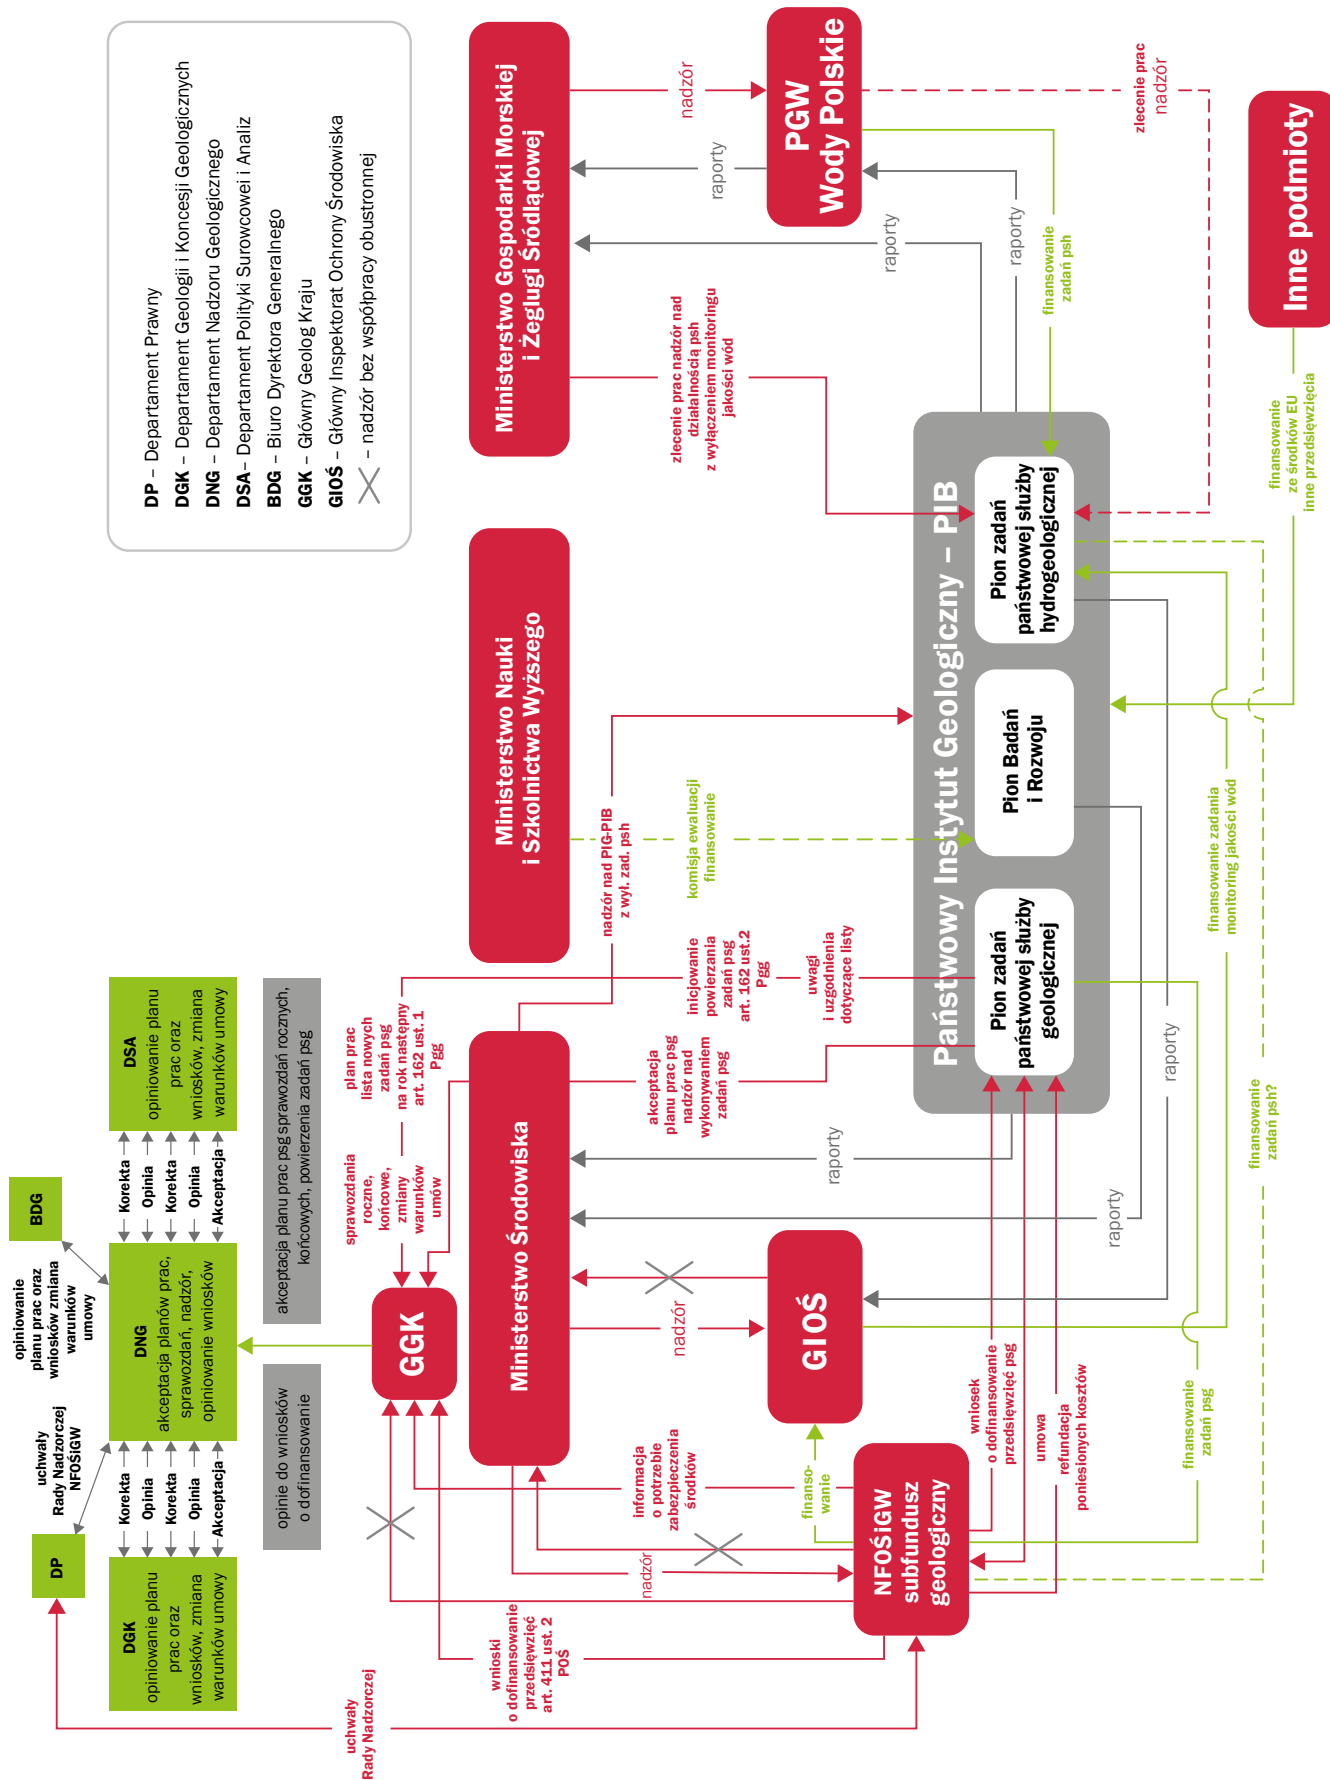 uchwały
Rady Nadzorczej
DP
uchwały
Rady Nadzorczej
NFOŚiGW
opiniowanie
planu prac oraz
wniosków zmiana
warunków
umowy
BDG
DGK
opiniowanie planu
prac oraz
wniosków, zmiana
warunków umowy
Korekta
Opinia
Korekta
Opinia
Akceptacja
DNG
akceptacja planów prac,
sprawozdań, nadzór,
opiniowanie wniosków
Korekta
Opinia
Korekta
Opinia
Akceptacja
DSA
opiniowanie planu
prac oraz
wniosków, zmiana
warunków umowy
opinie do wniosków
o dofinansowanie
akceptacja planu prac psg sprawozdań rocznych,
końcowych, powierzenia zadań psg
DP – Departament Prawny
DGK – Departament Geologii i Koncesji Geologicznych
DNG – Departament Nadzoru Geologicznego
DSA – Departament Polityki Surowcowei i Analiz
BDG – Biuro Dyrektora Generalnego
GGK – Główny Geolog Kraju
GIOŚ – Główny Inspektorat Ochrony Środowiska
– nadzór bez współpracy obustronnej
GGK
sprawozdania
roczne,
końcowe,
zmiany
warunków
umów
plan prac
lista nowych
zadań psg
na rok następny
art. 162 ust. 1
Pgg
wnioski
o dofinansowanie
przedsięwzięć
art. 411 ust. 2
POŚ
Ministerstwo Środowiska
Ministerstwo Nauki
i Szkolnictwa Wyższego
Ministerstwo Gospodarki Morskiej
i Żeglugi Śródlądowej
nadzór nad PIG-PIB
z wył. zad. psh
nadzór
informacja
o potrzebie
zabezpieczenia
środków
nadzór
akceptacja
planu prac psg
nadzór nad
wykonywaniem
zadań psg
inicjowanie
powierzania
zadań psg
art. 162 ust.2
Pgg
komisja ewaluacji
finansowanie
zlecenie prac nadzór nad
działalnością psh
z wyłączeniem monitoringu
jakości wód
raporty
nadzór
finanso-
wanie
GIOŚ
raporty
uwagi
i uzgodnienia
dotyczące listy
raporty
PGW
Wody Polskie
NFOŚiGW
subfundusz
geologiczny
Państwowy Instytut Geologiczny – PIB
Pion zadań
państwowej służby
geologicznej
Pion Badań
i Rozwoju
Pion zadań
państwowej służby
hydrogeologicznej
wniosek
o dofinansowanie
przedsięwzięć psg
umowa
refundacja
poniesionych kosztów
raporty
finansowanie
zadań psh
raporty
raporty
zlecenie prac
nadzór
finansowanie
zadań psg
finansowanie zadania
monitoring jakości wód
finansowanie
zadań psh?
finansowanie
ze środków EU
inne przedsięwzięcia
Inne podmioty